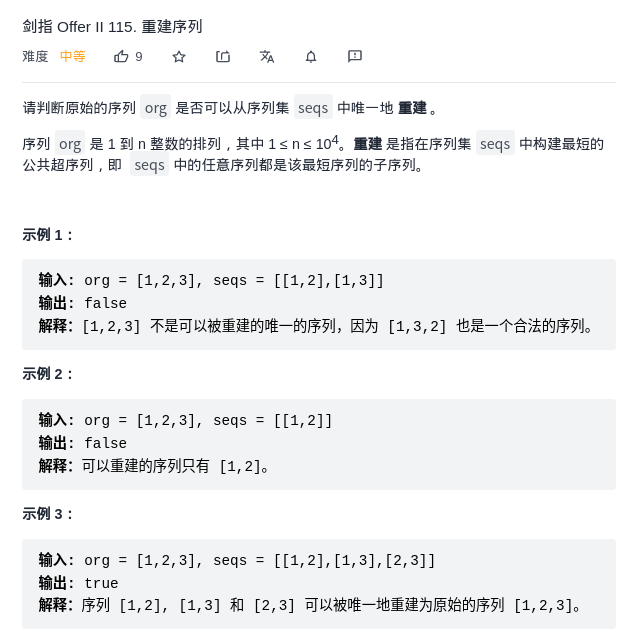 剑指 Offer II 115. 重建序列
难度 中等 9
请判断原始的序列 org 是否可以从序列集 seqs 中唯一地 重建 。
序列 org 是 1 到 n 整数的排列，其中 1 ≤ n ≤ 10⁴。重建 是指在序列集 seqs 中构建最短的
公共超序列，即 seqs 中的任意序列都是该最短序列的子序列。
示例 1：
输入: org = [1,2,3], seqs = [[1,2],[1,3]]
输出: false
解释：[1,2,3] 不是可以被重建的唯一的序列，因为 [1,3,2] 也是一个合法的序列。
示例 2：
输入: org = [1,2,3], seqs = [[1,2]]
输出: false
解释：可以重建的序列只有 [1,2]。
示例 3：
输入: org = [1,2,3], seqs = [[1,2],[1,3],[2,3]]
输出: true
解释：序列 [1,2], [1,3] 和 [2,3] 可以被唯一地重建为原始的序列 [1,2,3]。